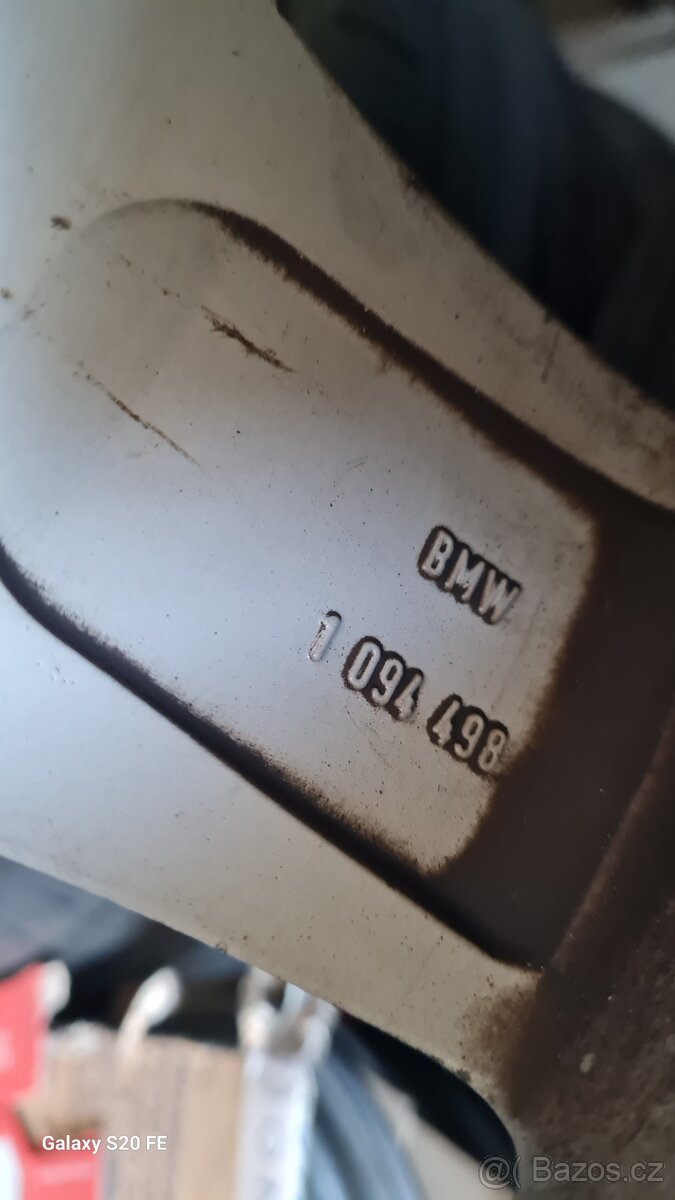 BMW
1 094 498
Galaxy S20 FE
@( Bazos.cz